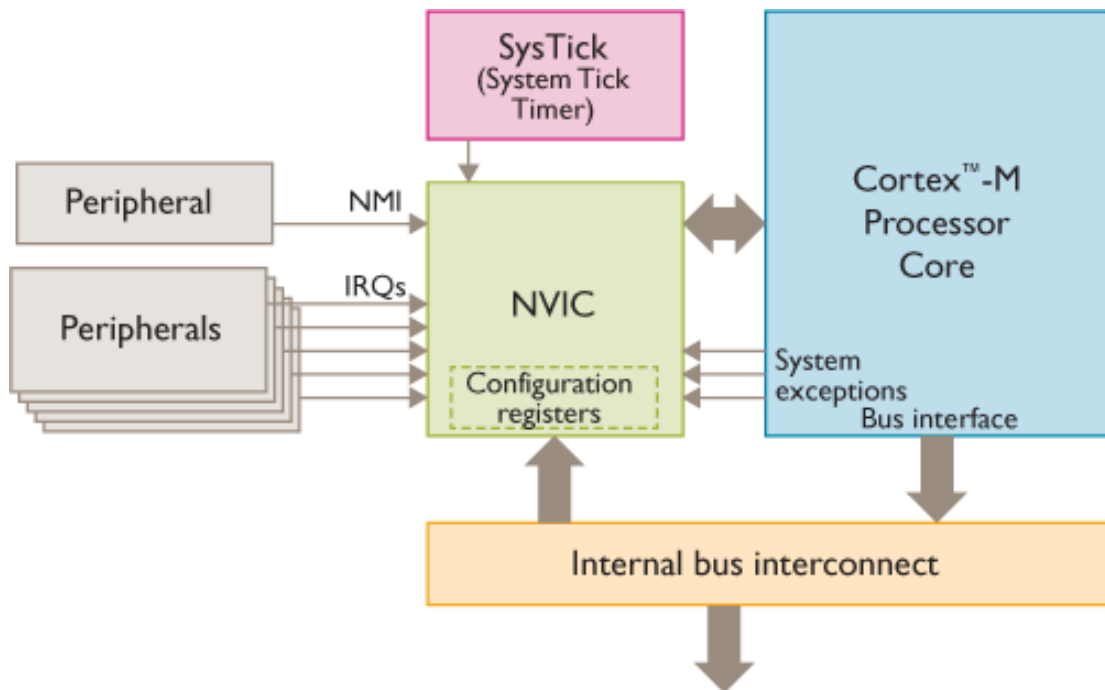 SysTick
(System Tick
Timer)
Peripheral
NMI
Cortex™-M
Processor
Core
Peripherals
IRQs
NVIC
Configuration
registers
System
exceptions
Bus interface
Internal bus interconnect